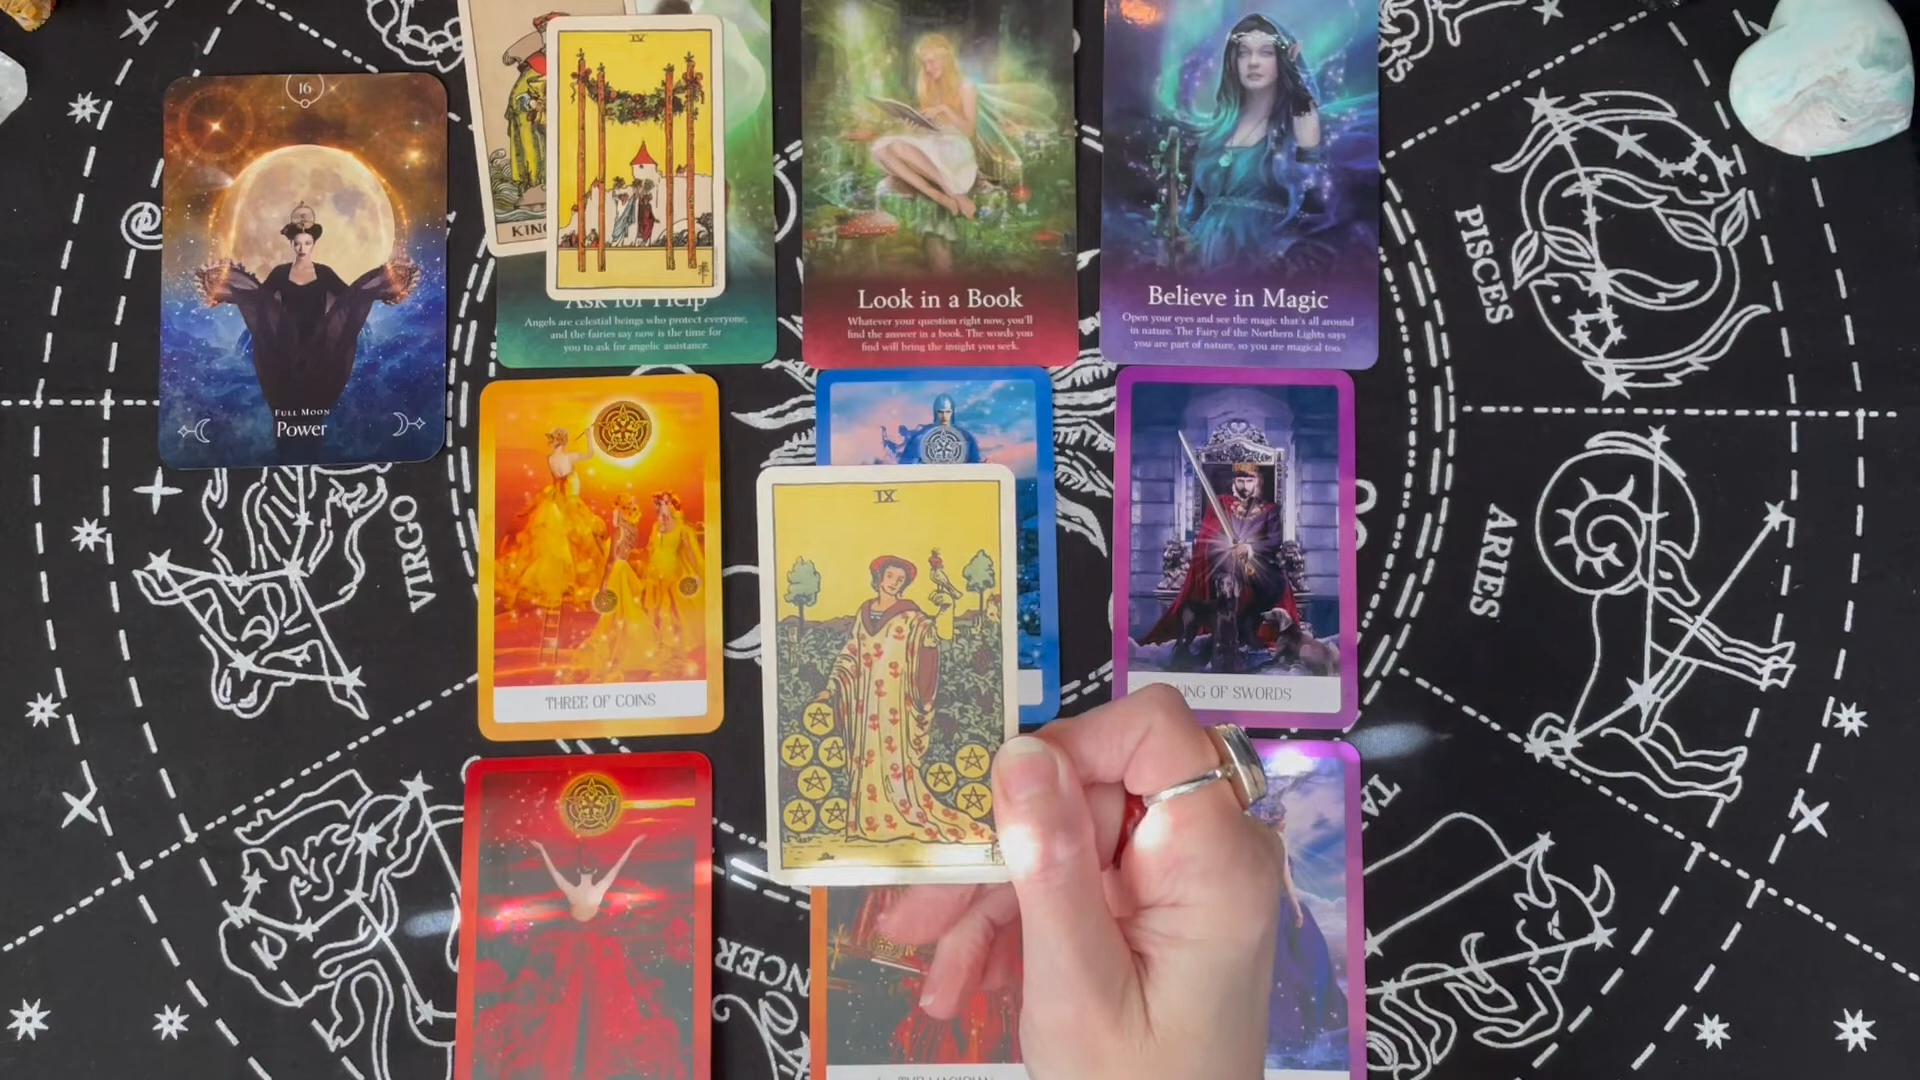 16
FULL MOON
Power
KING
IV
Ask for Help
Angels are celestial beings who protect everyone,
and the fairies say now is the time for
you to ask for angelic assistance.
Look in a Book
Whatever your question right now, you'll
find the answer in a book. The words you
find will bring the insight you seek.
Believe in Magic
Open your eyes and see the magic that's all around
in nature. The Fairy of the Northern Lights says
you are part of nature, so you are magical too.
PISCES
VIRGO
THREE OF COINS
IX
KING OF SWORDS
ARIES
TA
NCER
THE MAGICIAN